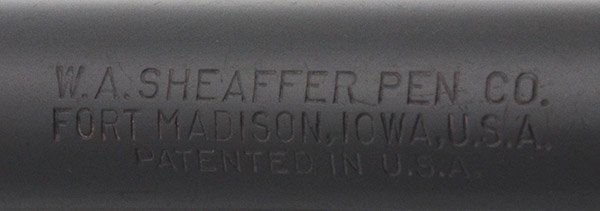 W.A. SHEAFFER PEN CO.
FORT MADISON, IOWA, U.S.A.
PATENTED IN U.S.A.